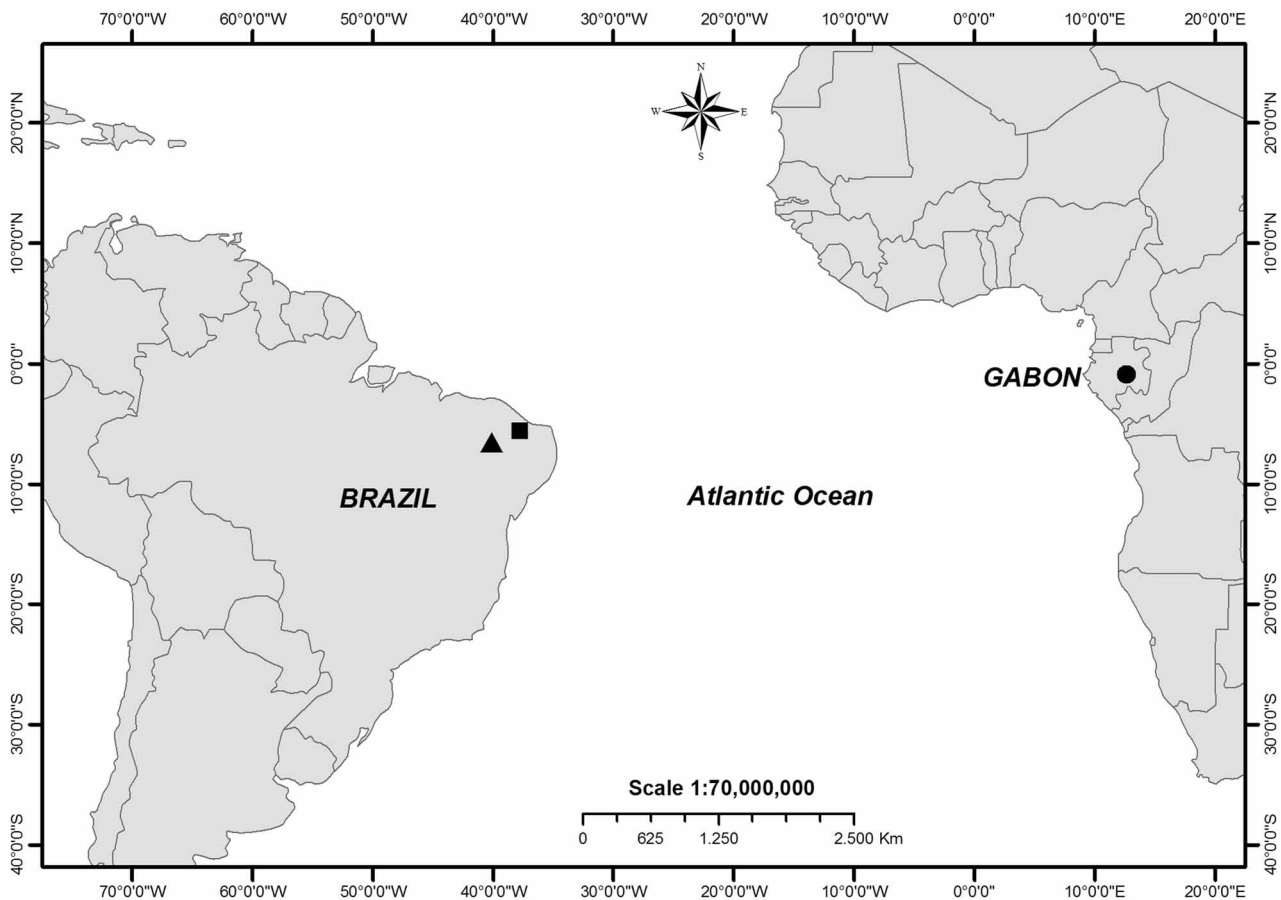 70°0'0"W 60°0'0"W 50°0'0"W 40°0'0"W 30°0'0"W 20°0'0"W 10°0'0"W 0°0'0" 10°0'0"E 20°0'0"E
N
W E
S
20°0'0"N 20°0'0"N
10°0'0"N 10°0'0"N
0°0'0" 0°0'0"
GABON
10°0'0"S 10°0'0"S
BRAZIL
Atlantic Ocean
20°0'0"S 20°0'0"S
30°0'0"S 30°0'0"S
Scale 1:70,000,000
0 625 1.250 2.500 Km
40°0'0"S 40°0'0"S
70°0'0"W 60°0'0"W 50°0'0"W 40°0'0"W 30°0'0"W 20°0'0"W 10°0'0"W 0°0'0" 10°0'0"E 20°0'0"E